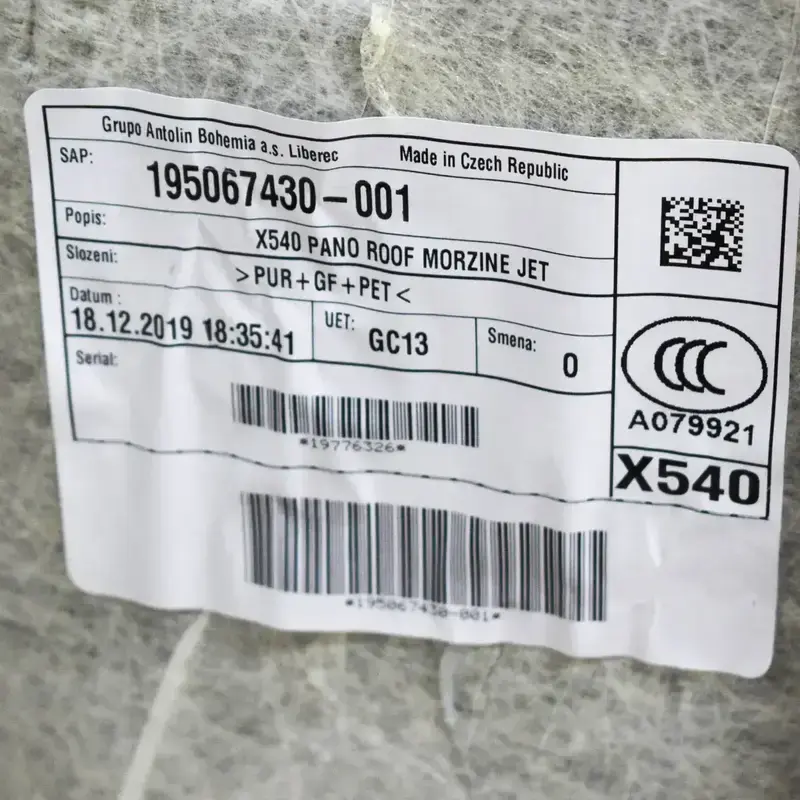 Grupo Antolin Bohemia a.s. Liberec Made in Czech Republic
SAP: 195067430-001
Popis: X540 PANO ROOF MORZINE JET
Slozeni: >PUR+GF+PET<
Datum : 18.12.2019 18:35:41
UET: GC13
Smena: 0
Serial:
*19776326*
*195067430-001*
CCC
A079921
X540